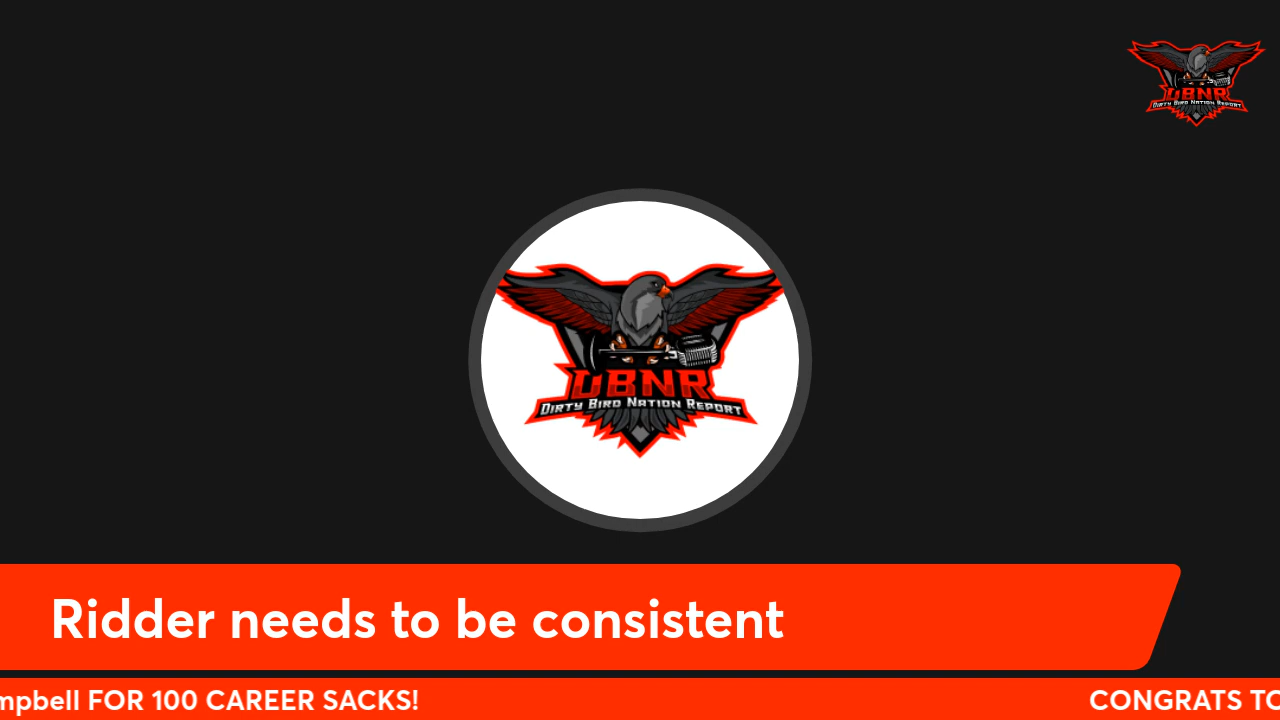 DBNR
DIRTY BIRD NATION REPORT
DBNR
DIRTY BIRD NATION REPORT
Ridder needs to be consistent
mpbell FOR 100 CAREER SACKS!
CONGRATS TO